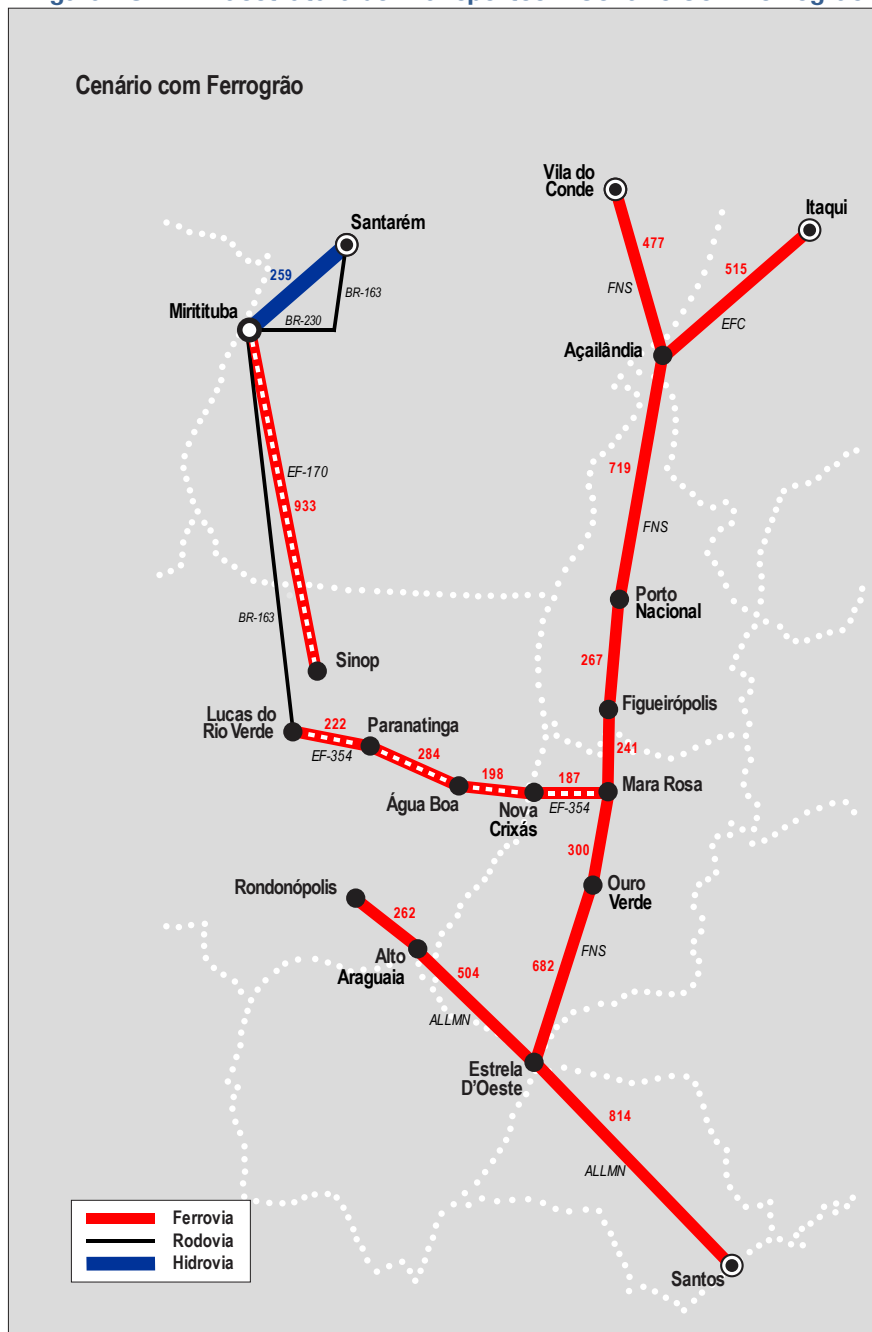 Cenário com Ferrogrão
Vila do
Conde
Itaqui
Santarém
477
515
259
BR-163
FNS
Miritituba
BR-230
EFC
Açailândia
719
EF-170
933
FNS
Porto
Nacional
BR-163
Sinop
267
Figueirópolis
Lucas do
Rio Verde
222
Paranatinga
EF-354
284
241
198
187
Mara Rosa
Água Boa
Nova
Crixás
EF-354
300
Rondonópolis
Ouro
Verde
262
Alto
Araguaia
504
682
FNS
ALLMN
Estrela
D'Oeste
814
ALLMN
Ferrovia
Rodovia
Hidrovia
Santos